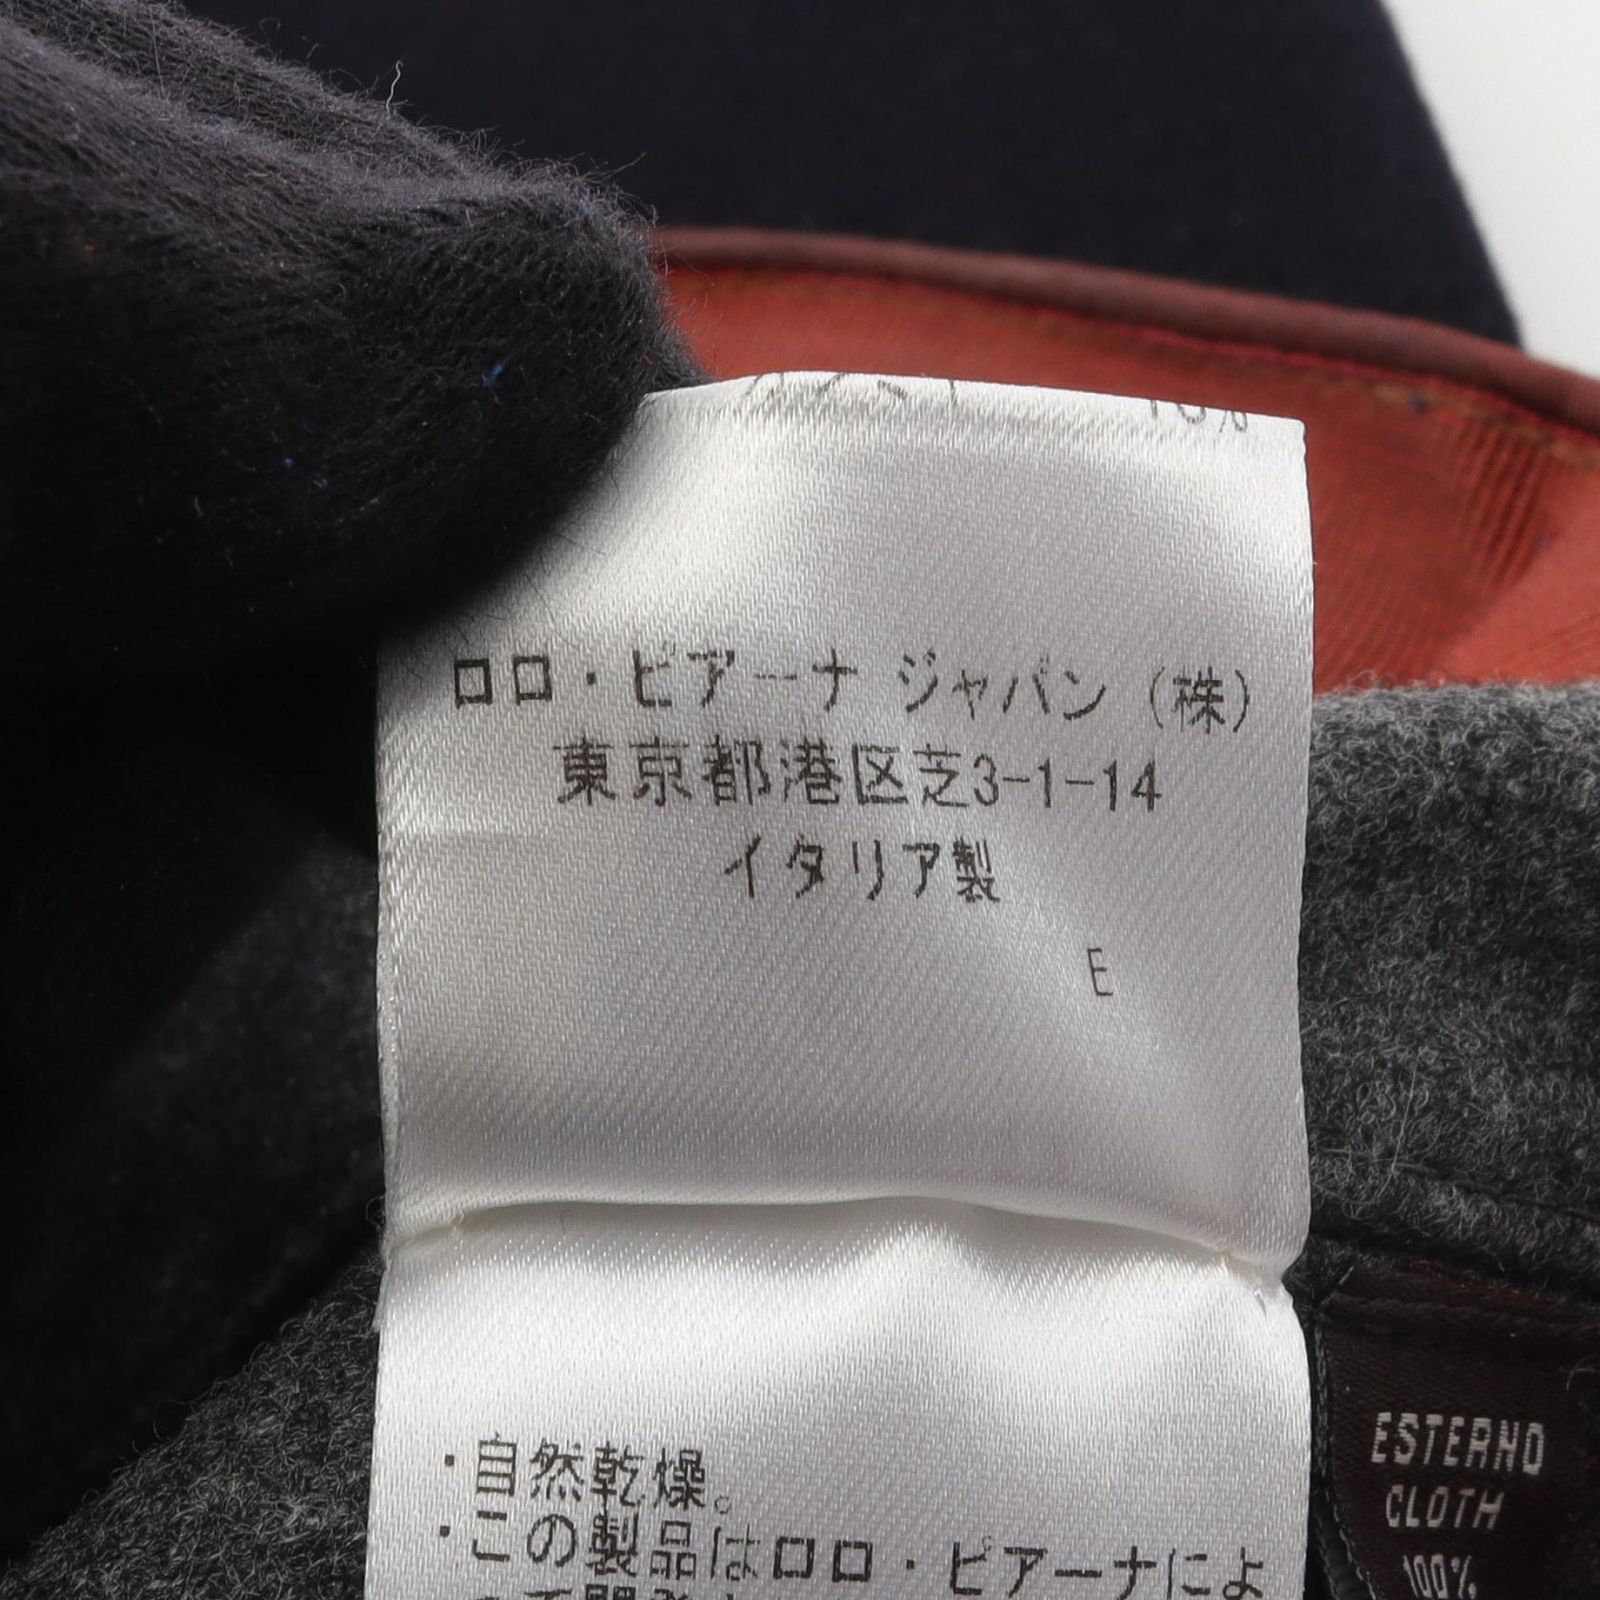 10%
ロロ・ピアーナ ジャパン (株)
東京都港区芝3-1-14
イタリア製
E
・自然乾燥。
・この製品はロロ・ピアーナによ
ESTERNO
CLOTH
100%